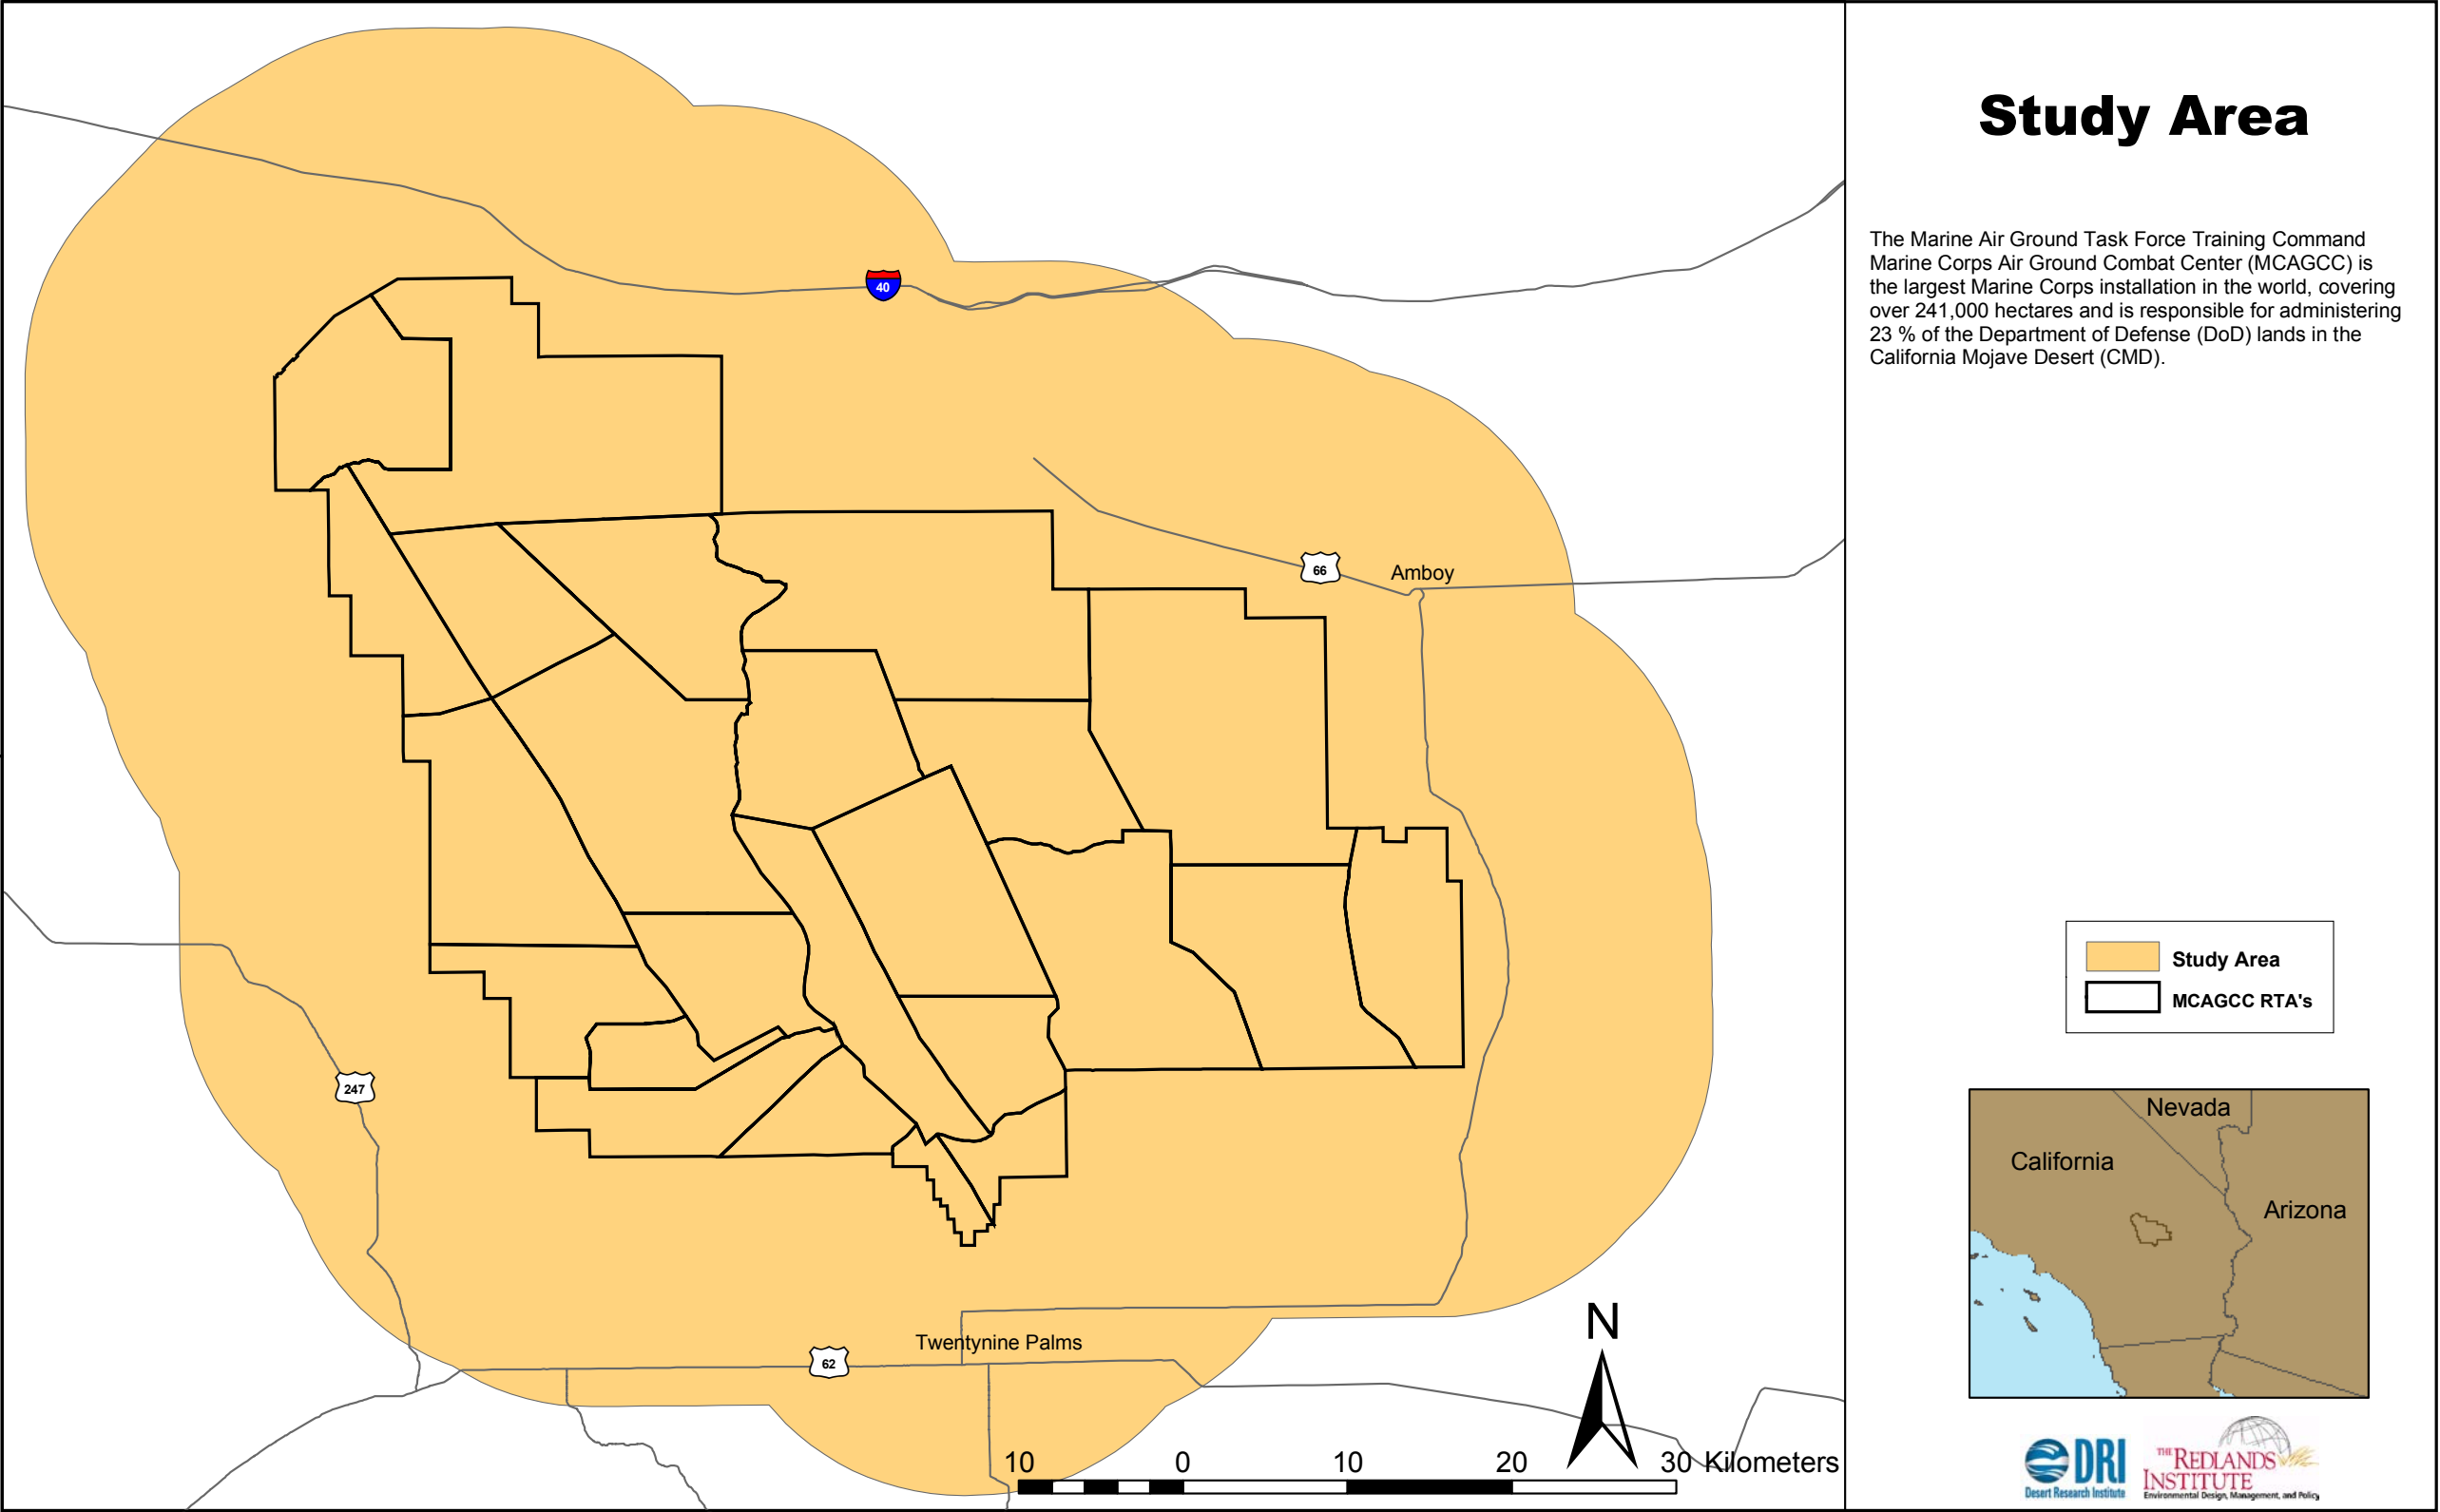 Study Area
The Marine Air Ground Task Force Training Command
Marine Corps Air Ground Combat Center (MCAGCC) is
the largest Marine Corps installation in the world, covering
over 241,000 hectares and is responsible for administering
23 % of the Department of Defense (DoD) lands in the
California Mojave Desert (CMD).
40
66
Amboy
247
62
Twentynine Palms
N
10 0 10 20 30 Kilometers
Study Area
MCAGCC RTA's
Nevada
California
Arizona
DRI
Desert Research Institute
THE REDLANDS
INSTITUTE
Environmental Design, Management, and Policy